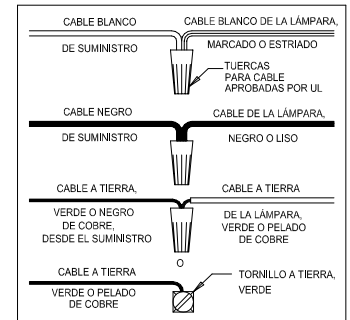 CABLE BLANCO
CABLE BLANCO DE LA LÁMPARA,
DE SUMINISTRO
MARCADO O ESTRIADO
TUERCAS
PARA CABLE
APROBADAS POR UL
CABLE NEGRO
CABLE DE LA LÁMPARA,
DE SUMINISTRO
NEGRO O LISO
CABLE A TIERRA,
CABLE A TIERRA
VERDE O NEGRO
DE COBRE,
DESDE EL SUMÍNISTRO
DE LA LÁMPARA,
VERDE O PELADO
DE COBRE
O
CABLE A TIERRA
VERDE O PELADO
DE COBRE
TORNILLO A TIERRA,
VERDE